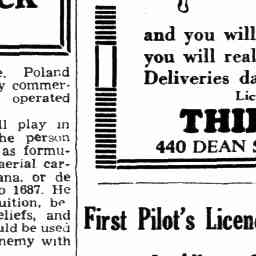 CK
e. Poland
y commer-
operated
ll play in
he person
as formu-
aerial car-
ana, or de
o 1687. He
uition, be-
eliefs, and
uld be used
nemy with
and you will
you will real
Deliveries da
Lic
THI
440 DEAN S
First Pilot's Licen